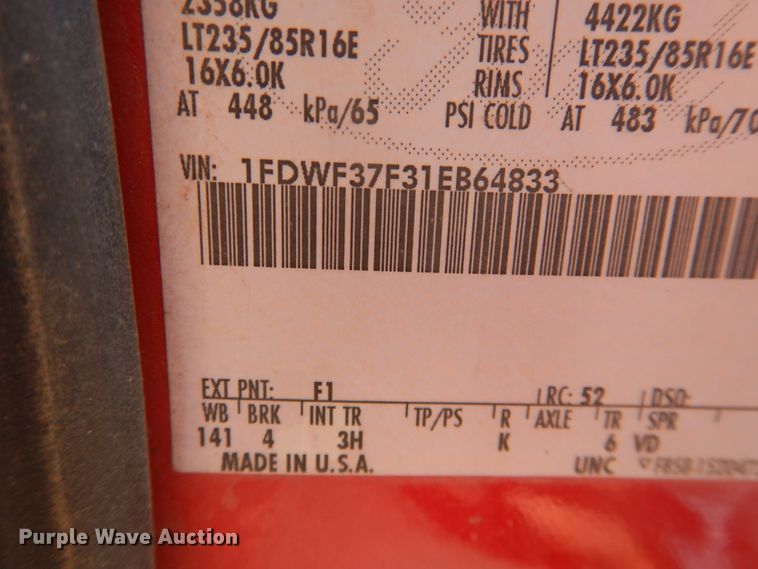 2358KG WITH 4422KG
LT235/85R16E TIRES LT235/85R16E
16X6.0K RIMS 16X6.0K
AT 448 kPa/65 PSI COLD AT 483 kPa/70
VIN: 1FDWF37F31EB64833
EXT PNT: F1 RC: 52 DSO:
WB BRK INT TR TP/PS R AXLE TR SPR
141 4 3H K 6 VD
MADE IN U.S.A. UNC
Purple Wave Auction